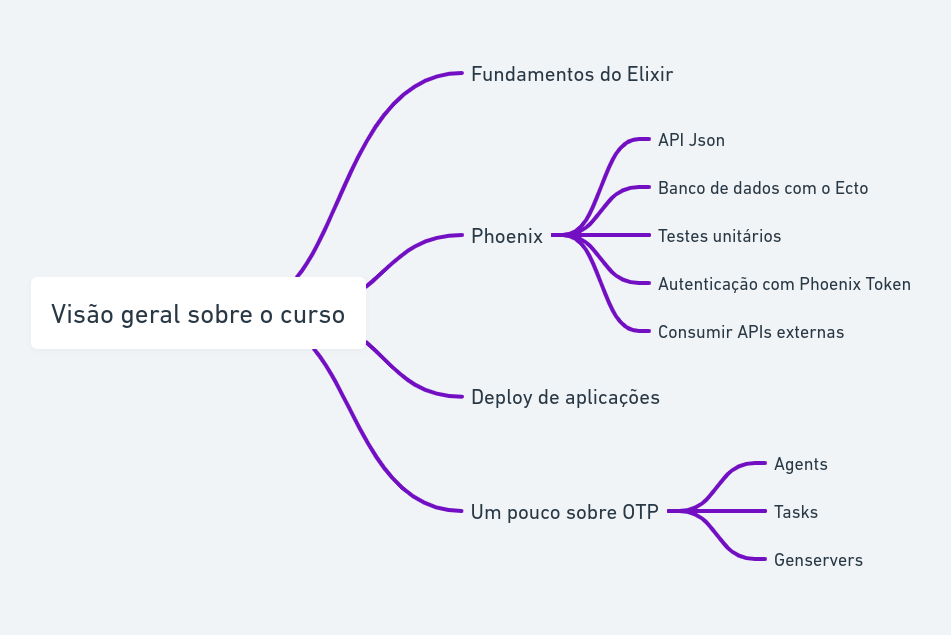 Visão geral sobre o curso
Fundamentos do Elixir
Phoenix
API Json
Banco de dados com o Ecto
Testes unitários
Autenticação com Phoenix Token
Consumir APIs externas
Deploy de aplicações
Um pouco sobre OTP
Agents
Tasks
Genservers